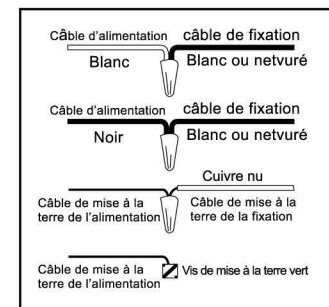 Câble d'alimentation câble de fixation
Blanc Blanc ou netvuré
Câble d'alimentation câble de fixation
Noir Blanc ou netvuré
Cuivre nu
Câble de mise à la Câble de mise à la
terre de l'alimentation terre de la fixation
Câble de mise à la Vis de mise à la terre vert
terre de l'alimentation